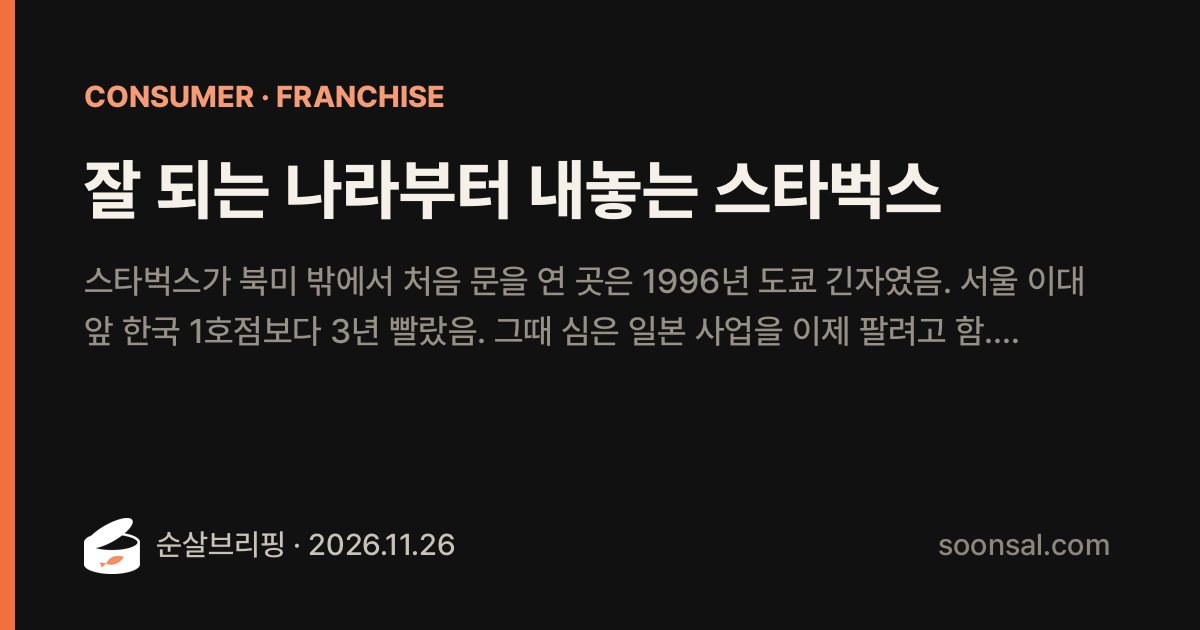 CONSUMER · FRANCHISE
잘 되는 나라부터 내놓는 스타벅스
스타벅스가 북미 밖에서 처음 문을 연 곳은 1996년 도쿄 긴자였음. 서울 이대
앞 한국 1호점보다 3년 빨랐음. 그때 심은 일본 사업을 이제 팔려고 함....
순살브리핑 · 2026.11.26
soonsal.com